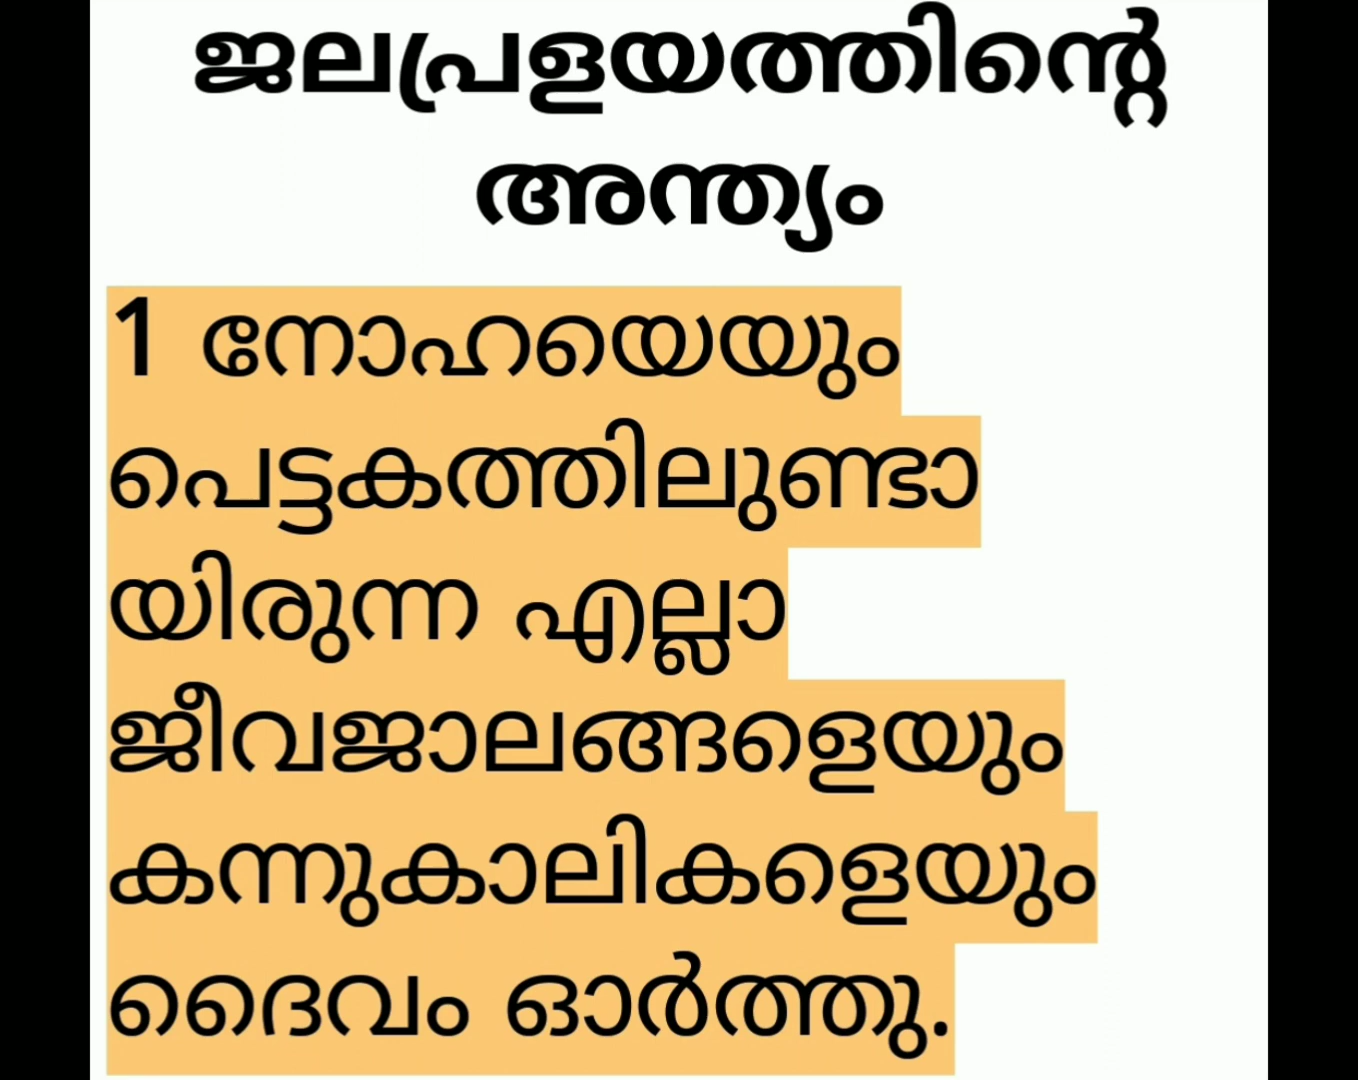 ജലപ്രളയത്തിന്റെ
അന്ത്യം
1 നോഹയെയും
പെട്ടകത്തിലുണ്ടാ
യിരുന്ന എല്ലാ
ജീവജാലങ്ങളെയും
കന്നുകാലികളെയും
ദൈവം ഓർത്തു.